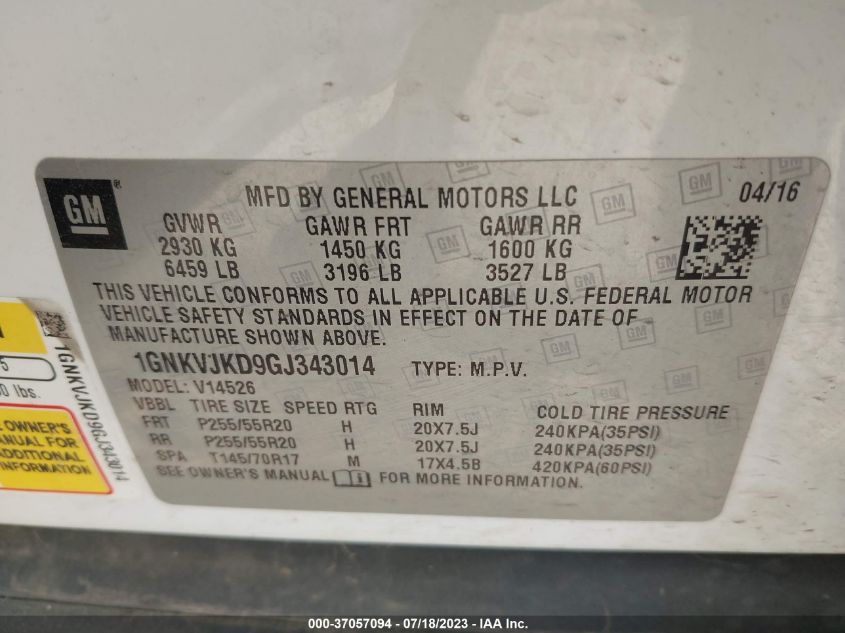 GM ®
MFD BY GENERAL MOTORS LLC 04/16
GVWR GAWR FRT GAWR RR
2930 KG 1450 KG 1600 KG
6459 LB 3196 LB 3527 LB
THIS VEHICLE CONFORMS TO ALL APPLICABLE U.S. FEDERAL MOTOR
VEHICLE SAFETY STANDARDS IN EFFECT ON THE DATE OF
MANUFACTURE SHOWN ABOVE.
1GNKVJKD9GJ343014 TYPE: M.P.V.
MODEL: V14526
VBBL TIRE SIZE SPEED RTG RIM COLD TIRE PRESSURE
FRT P255/55R20 H 20X7.5J 240KPA(35PSI)
RR P255/55R20 H 20X7.5J 240KPA(35PSI)
SPA T145/70R17 M 17X4.5B 420KPA(60PSI)
SEE OWNER'S MANUAL i FOR MORE INFORMATION.
N
5
0 lbs.
OWNER'S
MANUAL FOR
ADDITIONAL
INFORMATION
1GNKVJKD9GJ343014
000-37057094 - 07/18/2023 - IAA Inc.